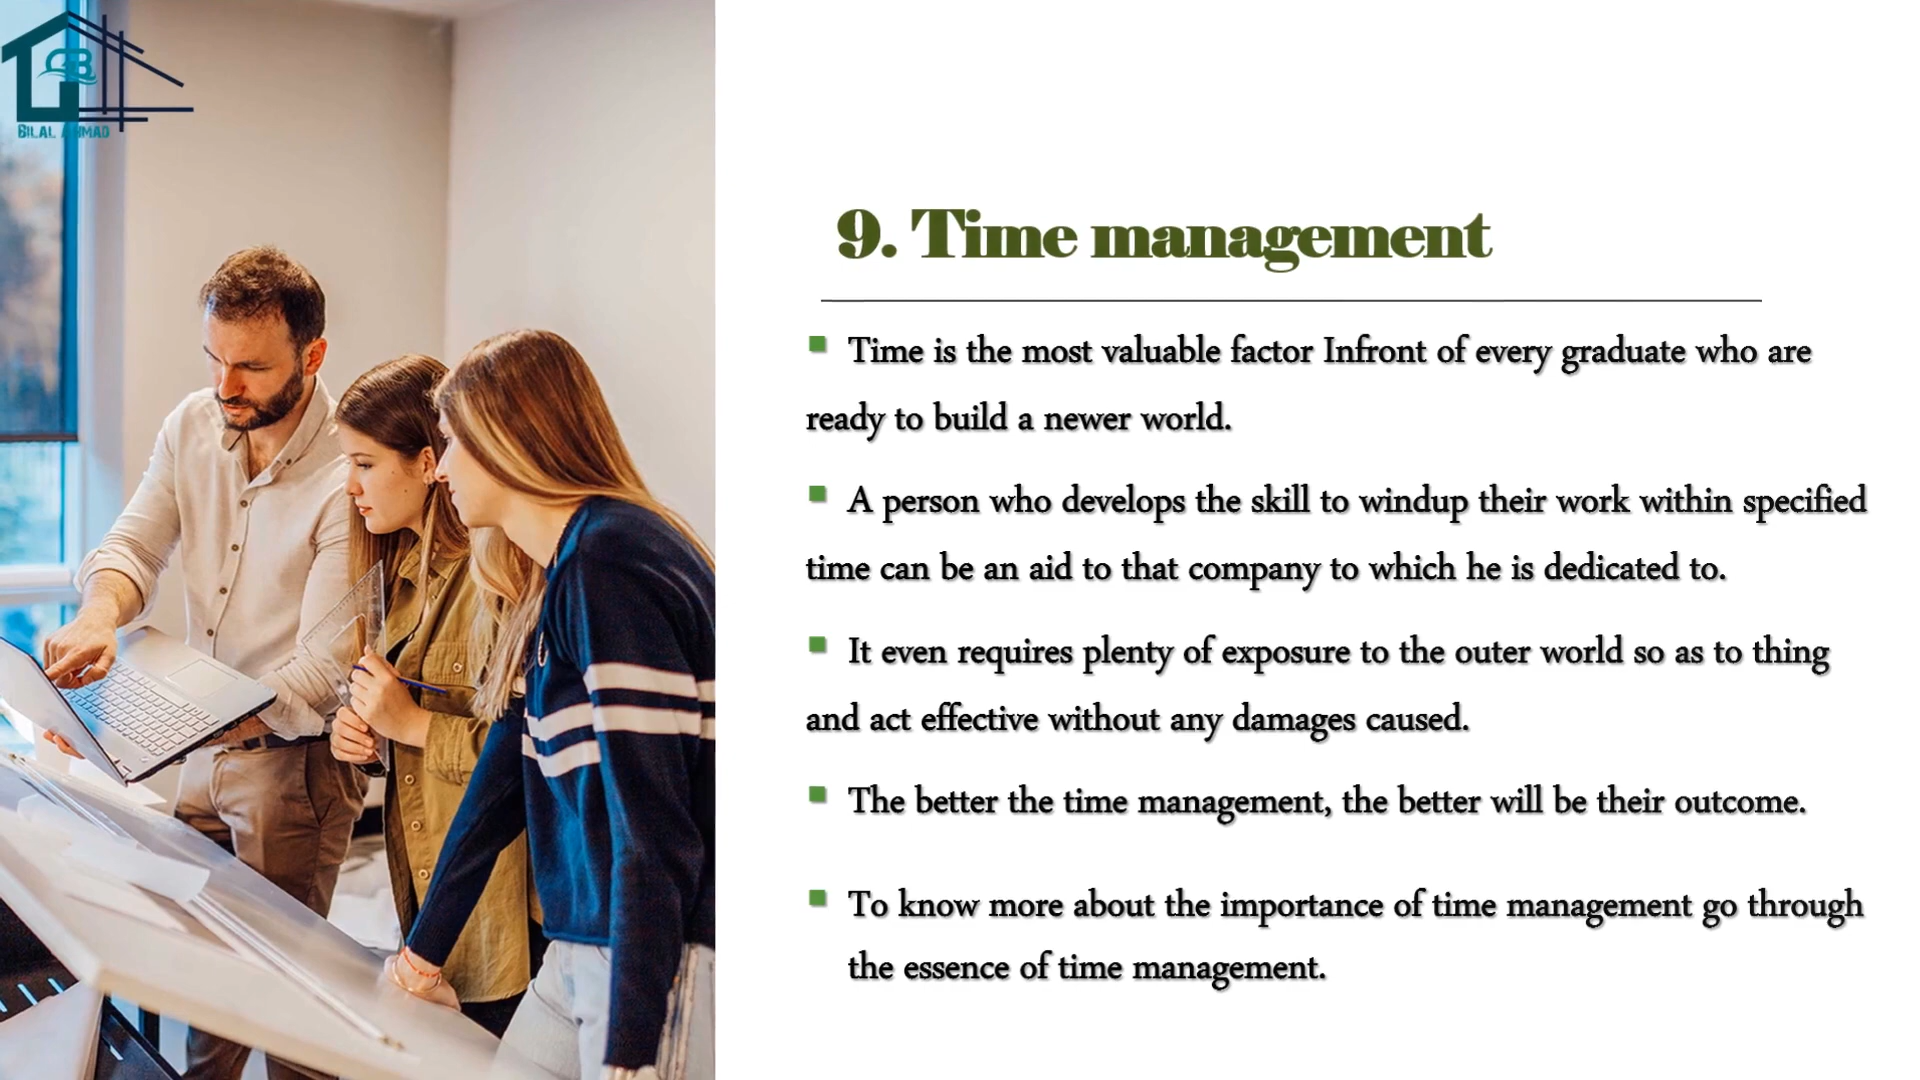 GB
BILAL AHMAD
9. Time management
Time is the most valuable factor Infront of every graduate who are
ready to build a newer world.
A person who develops the skill to windup their work within specified
time can be an aid to that company to which he is dedicated to.
It even requires plenty of exposure to the outer world so as to thing
and act effective without any damages caused.
The better the time management, the better will be their outcome.
To know more about the importance of time management go through
the essence of time management.